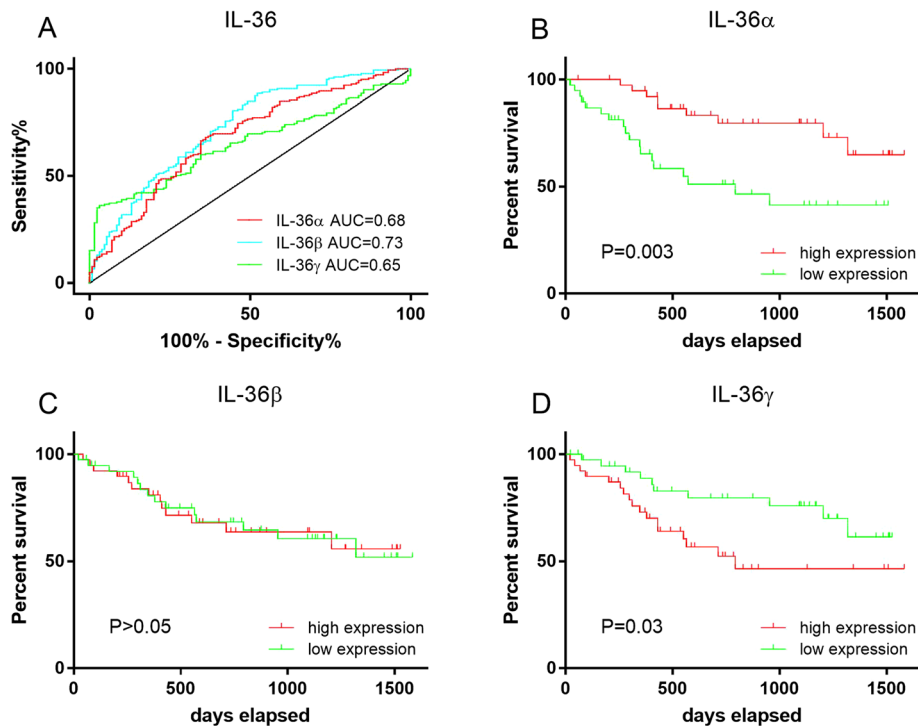 A
IL-36
100
50
0
Sensitivity%
IL-36α AUC=0.68
IL-36β AUC=0.73
IL-36γ AUC=0.65
0
50
100
100% - Specificity%
B
IL-36α
100
50
0
Percent survival
P=0.003
high expression
low expression
0
500
1000
1500
days elapsed
C
IL-36β
100
50
0
Percent survival
P>0.05
high expression
low expression
0
500
1000
1500
days elapsed
D
IL-36γ
100
50
0
Percent survival
P=0.03
high expression
low expression
0
500
1000
1500
days elapsed